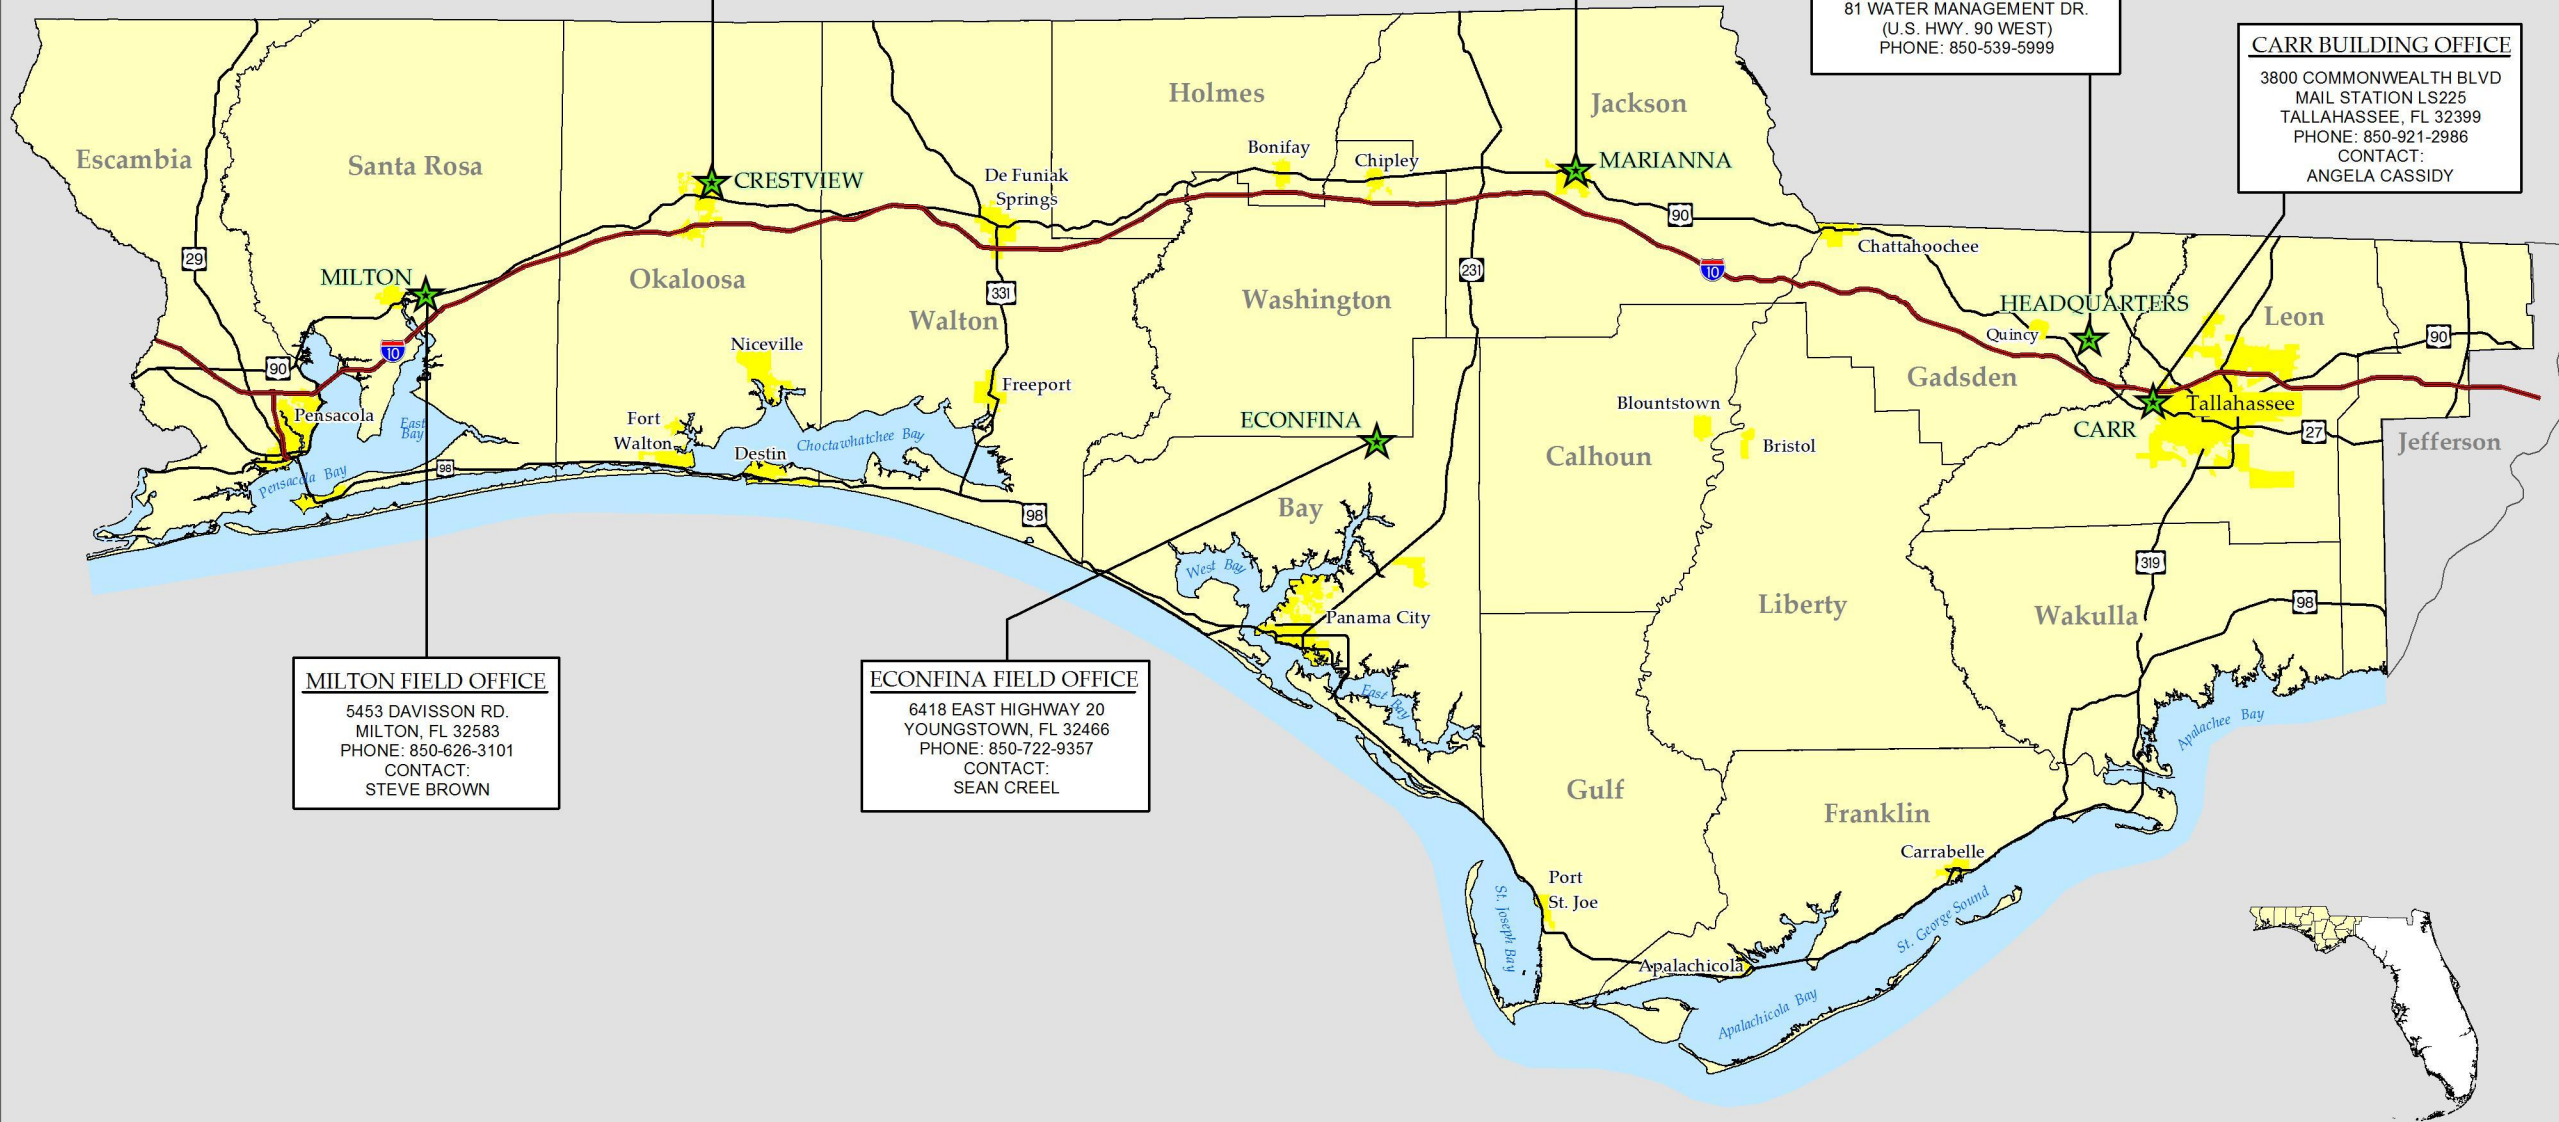 81 WATER MANAGEMENT DR.
(U.S. HWY. 90 WEST)
PHONE: 850-539-5999
CARR BUILDING OFFICE
3800 COMMONWEALTH BLVD
MAIL STATION LS225
TALLAHASSEE, FL 32399
PHONE: 850-921-2986
CONTACT:
ANGELA CASSIDY
Escambia
Santa Rosa
Okaloosa
Walton
Holmes
Washington
Jackson
Bay
Calhoun
Gulf
Liberty
Franklin
Gadsden
Wakulla
Leon
Jefferson
CRESTVIEW
MARIANNA
MILTON
ECONFINA
HEADQUARTERS
CARR
De Funiak
Springs
Bonifay
Chipley
Chattahoochee
Quincy
Tallahassee
Niceville
Freeport
Fort
Walton
Destin
Pensacola
Blountstown
Bristol
Panama City
Port
St. Joe
Apalachicola
Carrabelle
East
Bay
Pensacola Bay
Choctawhatchee Bay
West Bay
East Bay
St. Joseph Bay
Apalachicola Bay
St. George Sound
Apalachee Bay
29
90
10
98
331
98
231
90
10
90
27
319
98
MILTON FIELD OFFICE
5453 DAVISSON RD.
MILTON, FL 32583
PHONE: 850-626-3101
CONTACT:
STEVE BROWN
ECONFINA FIELD OFFICE
6418 EAST HIGHWAY 20
YOUNGSTOWN, FL 32466
PHONE: 850-722-9357
CONTACT:
SEAN CREEL